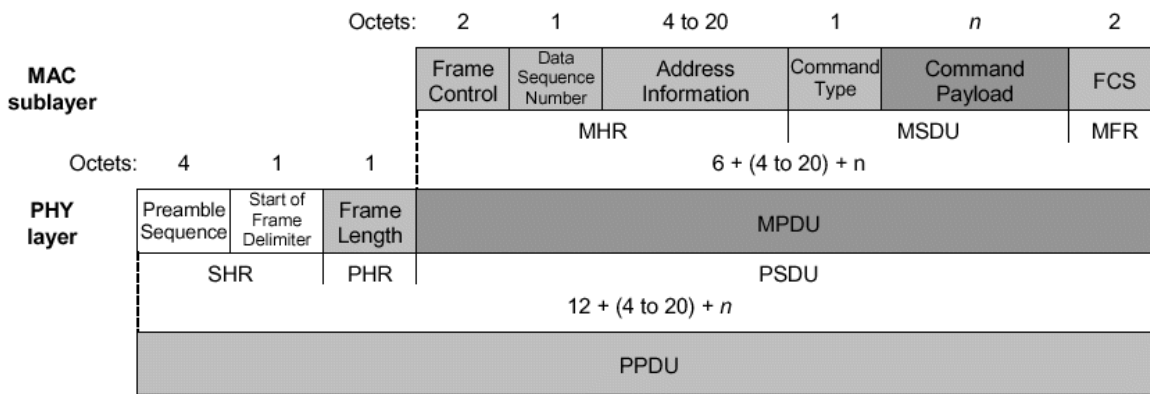 Octets: 2 1 4 to 20 1 n 2
MAC sublayer
Frame Control
Data Sequence Number
Address Information
Command Type
Command Payload
FCS
MHR MSDU MFR
Octets: 4 1 1 6 + (4 to 20) + n
PHY layer
Preamble Sequence
Start of Frame Delimiter
Frame Length
MPDU
SHR PHR PSDU
12 + (4 to 20) + n
PPDU